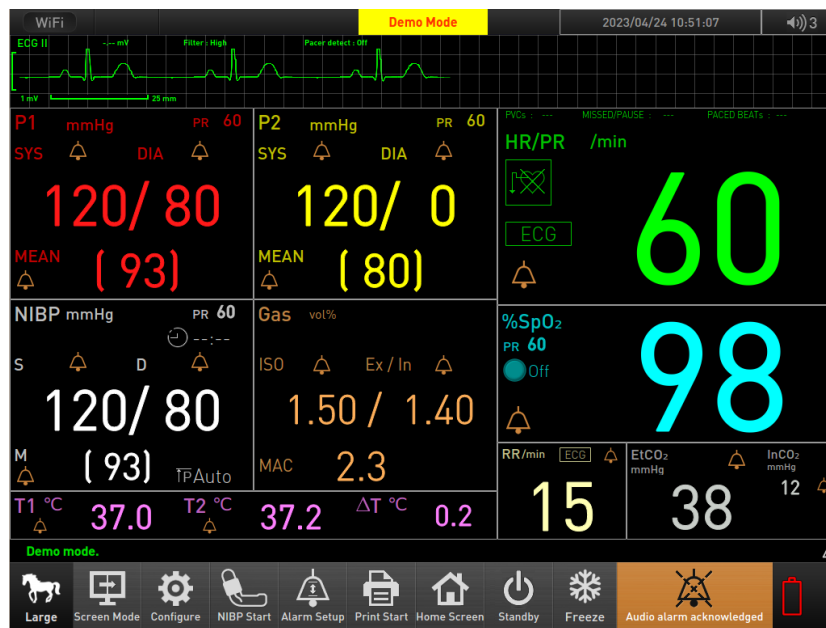 WiFi Demo Mode 2023/04/24 10:51:07 3
ECG II -.-- mV Filter : High Pacer detect : Off
1 mV 25 mm
PVCs : --- MISSED/PAUSE : --- PACED BEATs : ---
P1 mmHg PR 60
SYS DIA
120/ 80
MEAN (93)
P2 mmHg PR 60
SYS DIA
120/ 0
MEAN (80)
HR/PR /min
60
ECG
NIBP mmHg PR 60
--:--
S D
120/ 80
M (93) TPAuto
Gas vol%
ISO Ex / In
1.50 / 1.40
MAC 2.3
%SpO₂
PR 60
Off
98
RR/min ECG
15
EtCO₂
mmHg
38
InCO₂
mmHg
12
T1 °C 37.0 T2 °C 37.2 ΔT °C 0.2
Demo mode.
Large Screen Mode Configure NIBP Start Alarm Setup Print Start Home Screen Standby Freeze Audio alarm acknowledged